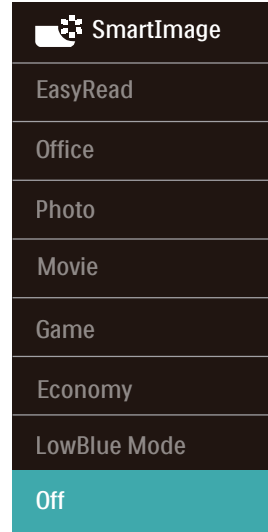 SmartImage
EasyRead
Office
Photo
Movie
Game
Economy
LowBlue Mode
Off